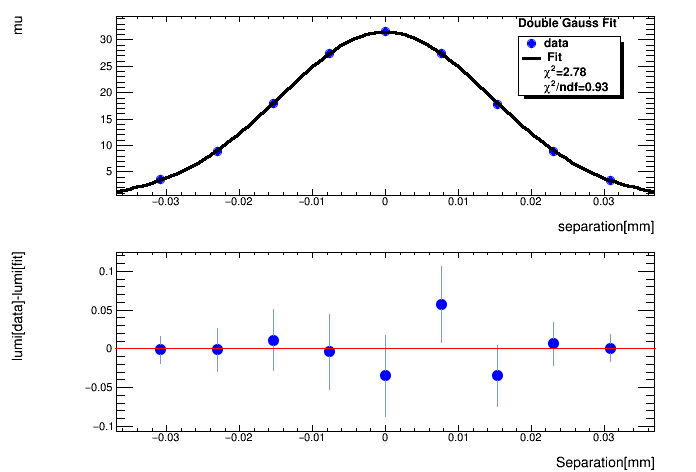 Double Gauss Fit
mu
data
Fit
χ²=2.78
χ²/ndf=0.93
30
25
20
15
10
5
−0.03 −0.02 −0.01 0 0.01 0.02 0.03
separation[mm]
lumi[data]-lumi[fit]
0.1
0.05
0
−0.05
−0.1
−0.03 −0.02 −0.01 0 0.01 0.02 0.03
Separation[mm]